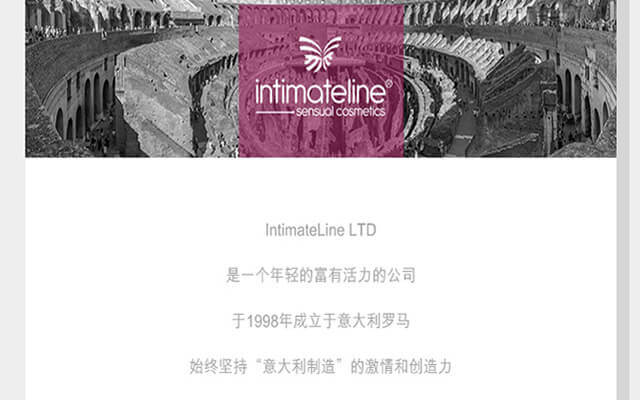 intimateline®
sensual cosmetics
IntimateLine LTD
是一个年轻的富有活力的公司
于1998年成立于意大利罗马
始终坚持“意大利制造”的激情和创造力